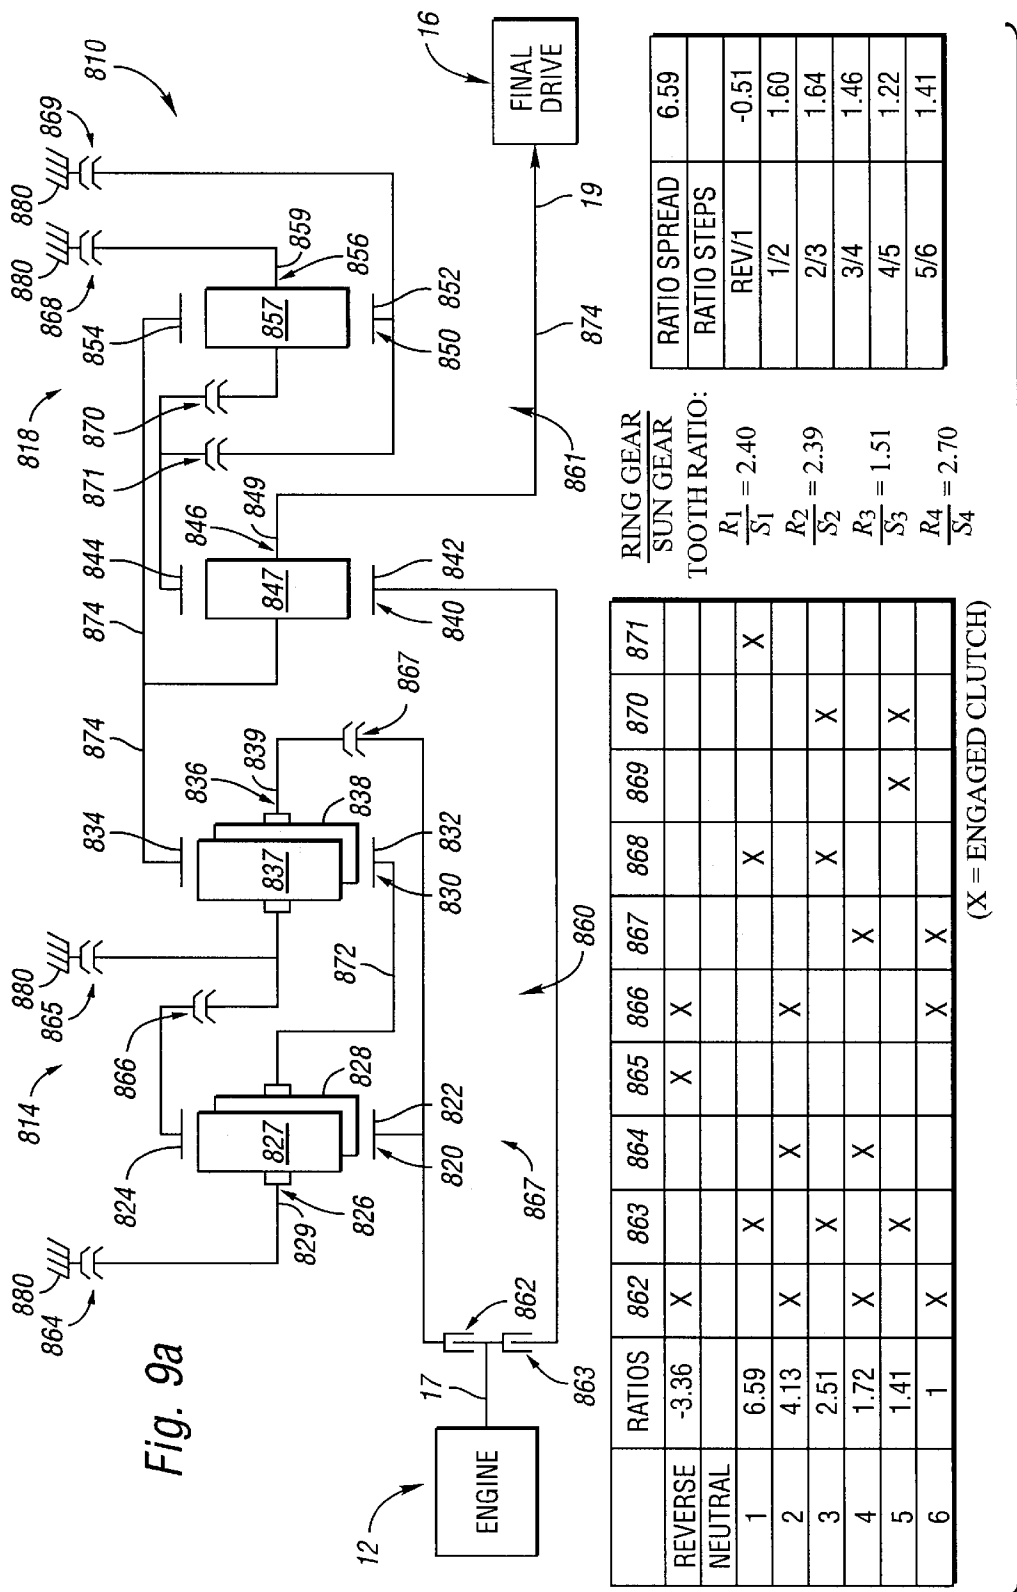 Fig. 9a
810
814
818
880
864
880
865
880
868
880
869
824
866
834
874
874
844
871
870
854
827
828
829
826
837
838
836
839
847
846
849
857
859
856
820
822
872
830
832
867
840
842
850
852
867
860
861
874
19
16
FINAL DRIVE
12
ENGINE
17
862
863
RATIOS 862 863 864 865 866 867 868 869 870 871
REVERSE -3.36 X X X
NEUTRAL
1 6.59 X X X
2 4.13 X X X
3 2.51 X X X
4 1.72 X X X
5 1.41 X X X
6 1 X X X
(X = ENGAGED CLUTCH)
RING GEAR
SUN GEAR
TOOTH RATIO:
R1/S1 = 2.40
R2/S2 = 2.39
R3/S3 = 1.51
R4/S4 = 2.70
RATIO SPREAD 6.59
RATIO STEPS
REV/1 -0.51
1/2 1.60
2/3 1.64
3/4 1.46
4/5 1.22
5/6 1.41